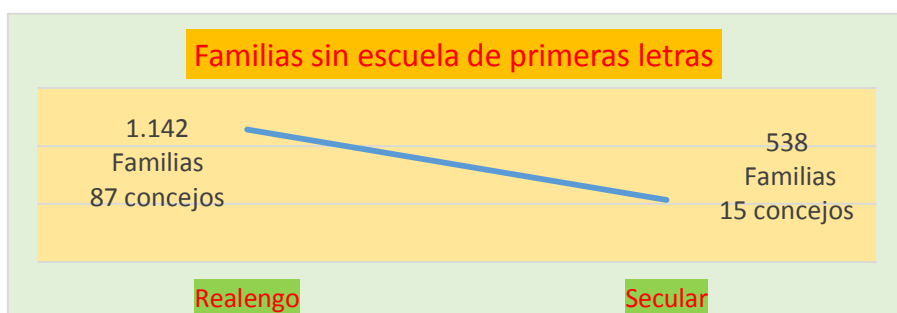 Familias sin escuela de primeras letras
1.142
Familias
87 concejos
538
Familias
15 concejos
Realengo
Secular